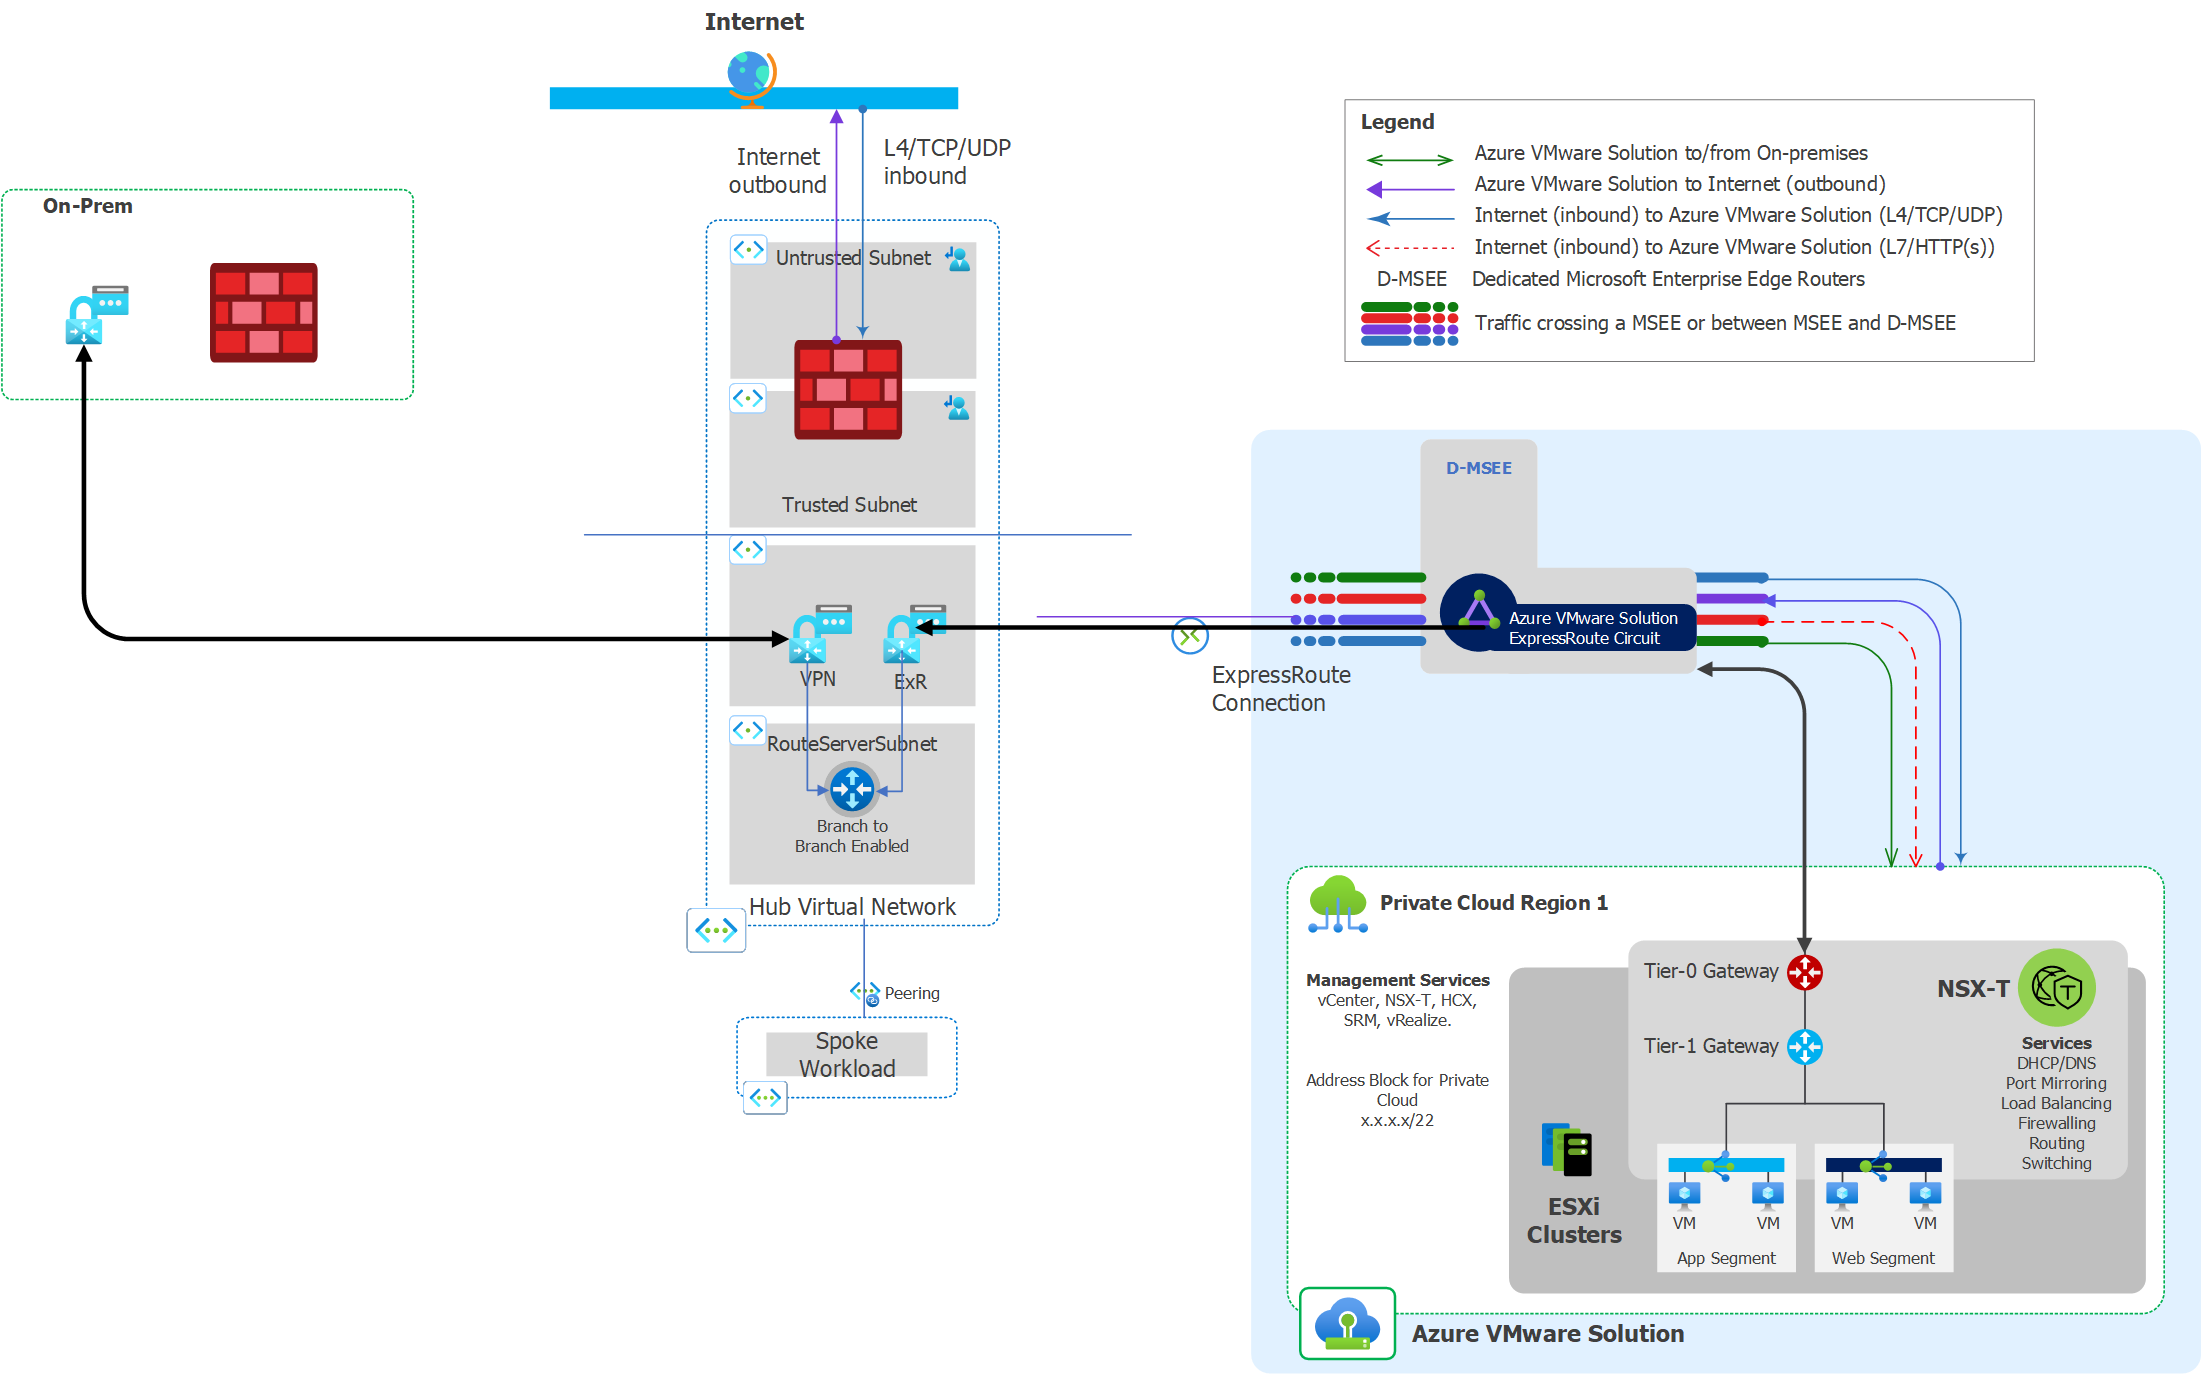 Internet
Internet
outbound
L4/TCP/UDP
inbound
On-Prem
Untrusted Subnet
Trusted Subnet
VPN
ExR
RouteServerSubnet
Branch to
Branch Enabled
Hub Virtual Network
Peering
Spoke
Workload
Legend
Azure VMware Solution to/from On-premises
Azure VMware Solution to Internet (outbound)
Internet (inbound) to Azure VMware Solution (L4/TCP/UDP)
Internet (inbound) to Azure VMware Solution (L7/HTTP(s))
D-MSEE Dedicated Microsoft Enterprise Edge Routers
Traffic crossing a MSEE or between MSEE and D-MSEE
D-MSEE
Azure VMware Solution
ExpressRoute Circuit
ExpressRoute
Connection
Private Cloud Region 1
Management Services
vCenter, NSX-T, HCX,
SRM, vRealize.
Address Block for Private
Cloud
x.x.x.x/22
Tier-0 Gateway
Tier-1 Gateway
NSX-T
T
Services
DHCP/DNS
Port Mirroring
Load Balancing
Firewalling
Routing
Switching
ESXi
Clusters
VM
VM
App Segment
VM
VM
Web Segment
Azure VMware Solution